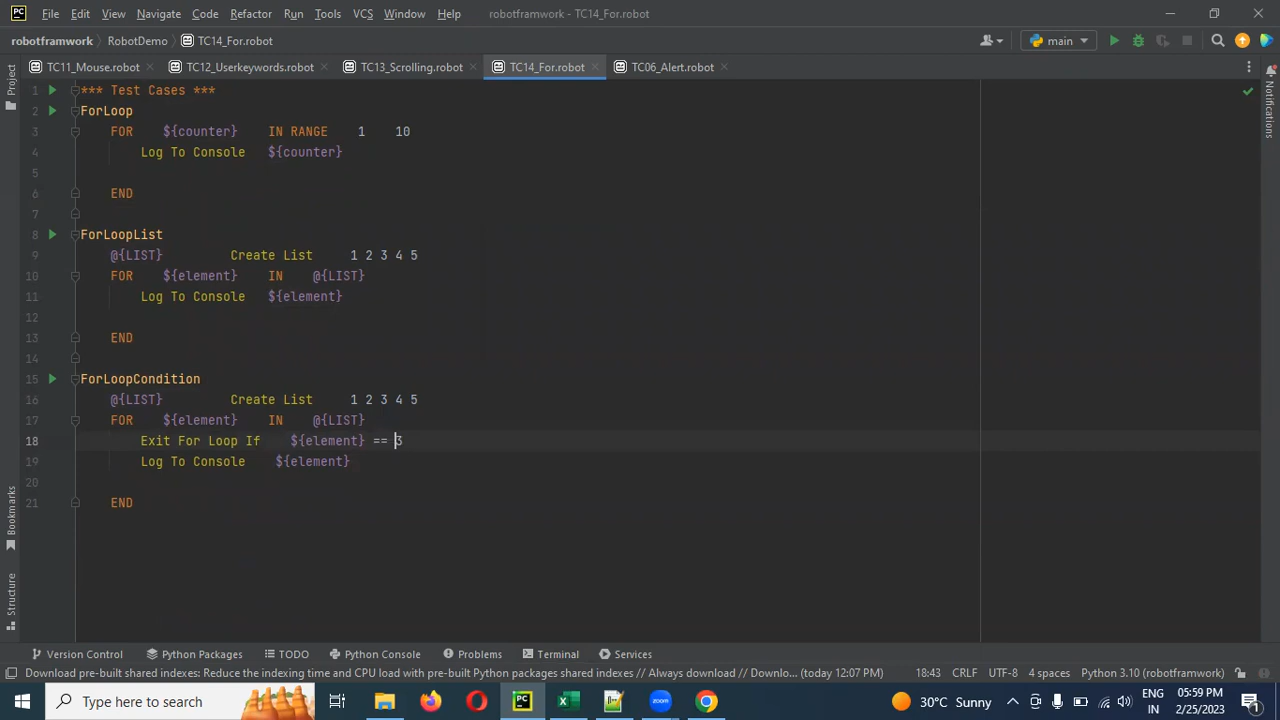 PC File Edit View Navigate Code Refactor Run Tools VCS Window Help robotframwork - TC14_For.robot
robotframwork RobotDemo TC14_For.robot main
TC11_Mouse.robot TC12_Userkeywords.robot TC13_Scrolling.robot TC14_For.robot TC06_Alert.robot
Project
Notifications
1 *** Test Cases ***
2 ForLoop
3 FOR ${counter} IN RANGE 1 10
4 Log To Console ${counter}
5
6 END
7
8 ForLoopList
9 @{LIST} Create List 1 2 3 4 5
10 FOR ${element} IN @{LIST}
11 Log To Console ${element}
12
13 END
14
15 ForLoopCondition
16 @{LIST} Create List 1 2 3 4 5
17 FOR ${element} IN @{LIST}
18 Exit For Loop If ${element} == 3
19 Log To Console ${element}
20
21 END
Bookmarks
Structure
Version Control Python Packages TODO Python Console Problems Terminal Services
Download pre-built shared indexes: Reduce the indexing time and CPU load with pre-built Python packages shared indexes // Always download // Downlo... (today 12:07 PM) 18:43 CRLF UTF-8 4 spaces Python 3.10 (robotframwork)
Type here to search PC zoom 30°C Sunny ENG IN 05:59 PM 2/25/2023 1